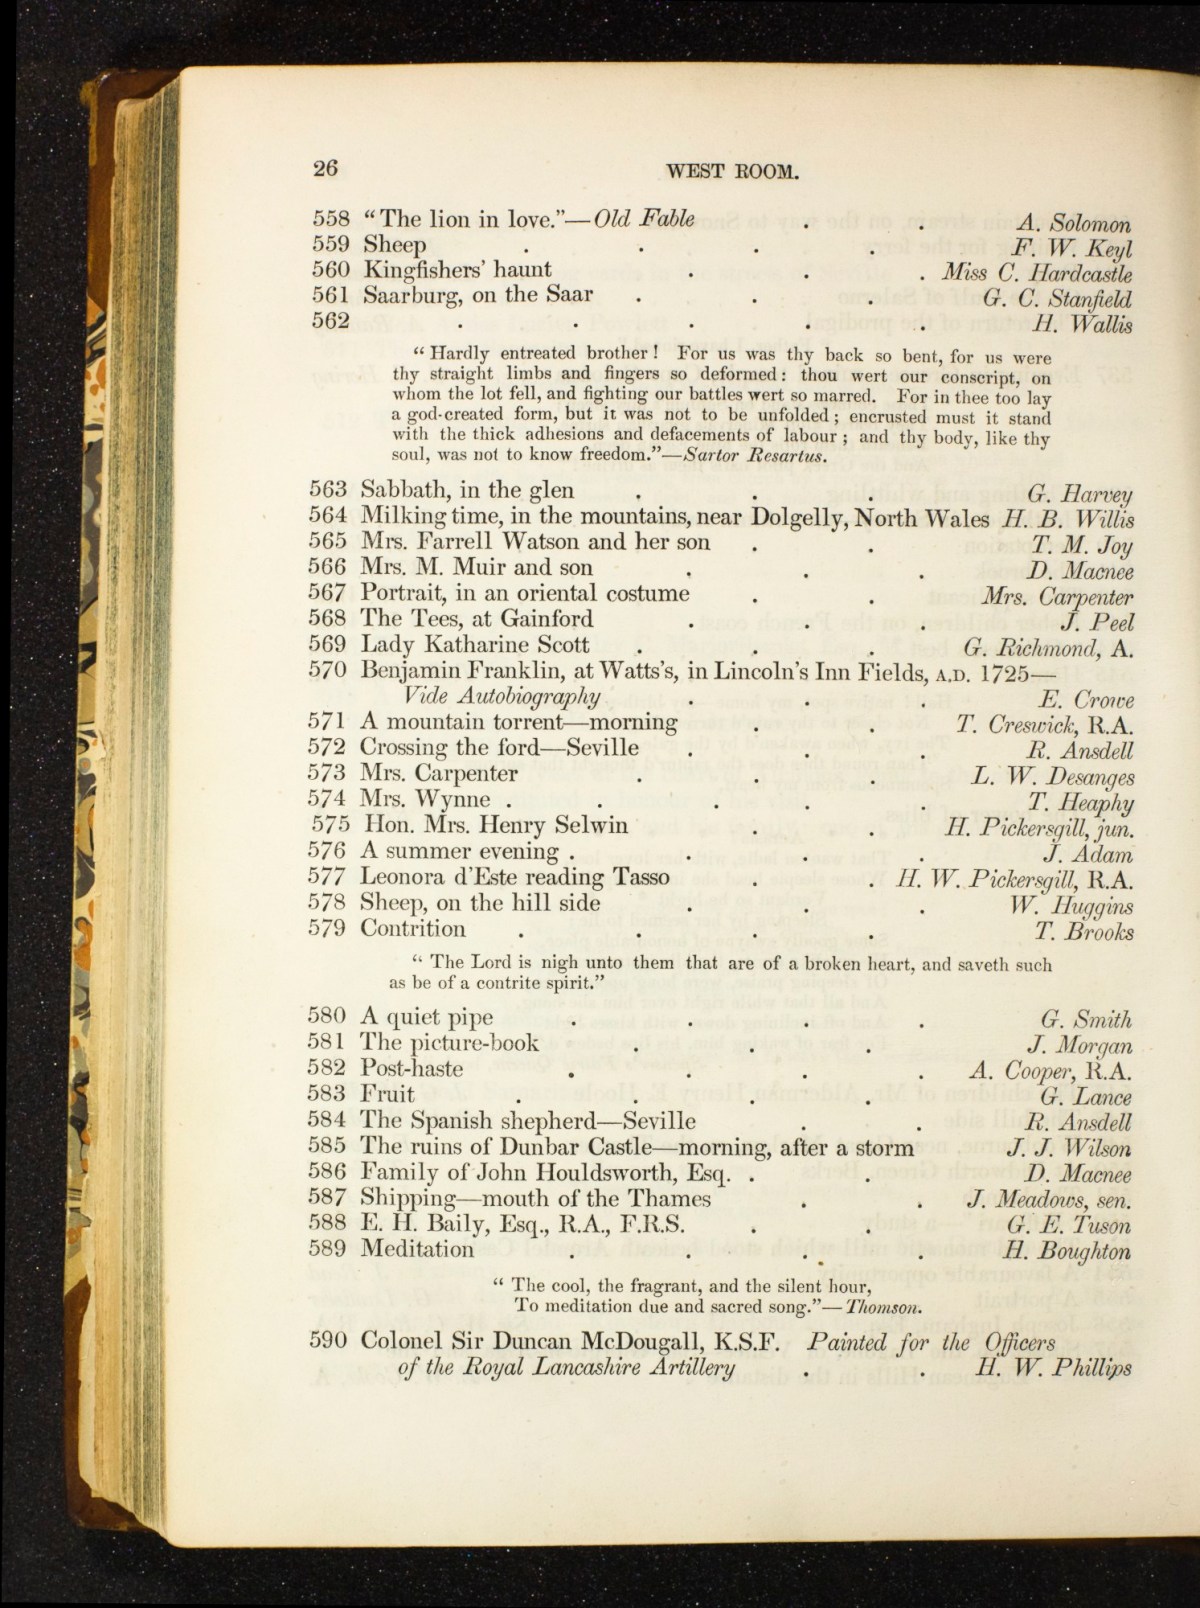 26 WEST ROOM.
558 “The lion in love.”—Old Fable . . A. Solomon
559 Sheep . . . . F. W. Keyl
560 Kingfishers’ haunt . . . Miss C. Hardcastle
561 Saarburg, on the Saar . . . G. C. Stanfield
562 . . . . . H. Wallis
“Hardly entreated brother! For us was thy back so bent, for us were
thy straight limbs and fingers so deformed: thou wert our conscript, on
whom the lot fell, and fighting our battles wert so marred. For in thee too lay
a god-created form, but it was not to be unfolded; encrusted must it stand
with the thick adhesions and defacements of labour; and thy body, like thy
soul, was not to know freedom.”—Sartor Resartus.
563 Sabbath, in the glen . . . G. Harvey
564 Milking time, in the mountains, near Dolgelly, North Wales H. B. Willis
565 Mrs. Farrell Watson and her son . . T. M. Joy
566 Mrs. M. Muir and son . . . D. Macnee
567 Portrait, in an oriental costume . . Mrs. Carpenter
568 The Tees, at Gainford . . . J. Peel
569 Lady Katharine Scott . . . G. Richmond, A.
570 Benjamin Franklin, at Watts’s, in Lincoln’s Inn Fields, A.D. 1725—
Vide Autobiography . . . E. Crowe
571 A mountain torrent—morning . . T. Creswick, R.A.
572 Crossing the ford—Seville . . . R. Ansdell
573 Mrs. Carpenter . . . L. W. Desanges
574 Mrs. Wynne . . . . . T. Heaphy
575 Hon. Mrs. Henry Selwin . . H. Pickersgill, jun.
576 A summer evening . . . . J. Adam
577 Leonora d’Este reading Tasso . . H. W. Pickersgill, R.A.
578 Sheep, on the hill side . . . W. Huggins
579 Contrition . . . . T. Brooks
“The Lord is nigh unto them that are of a broken heart, and saveth such
as be of a contrite spirit.”
580 A quiet pipe . . . . G. Smith
581 The picture-book . . . J. Morgan
582 Post-haste . . . . A. Cooper, R.A.
583 Fruit . . . . G. Lance
584 The Spanish shepherd—Seville . . R. Ansdell
585 The ruins of Dunbar Castle—morning, after a storm J. J. Wilson
586 Family of John Houldsworth, Esq. . . D. Macnee
587 Shipping—mouth of the Thames . . J. Meadows, sen.
588 E. H. Baily, Esq., R.A., F.R.S. . . G. E. Tuson
589 Meditation . . . . H. Boughton
“The cool, the fragrant, and the silent hour,
To meditation due and sacred song.”—Thomson.
590 Colonel Sir Duncan McDougall, K.S.F. Painted for the Officers
of the Royal Lancashire Artillery . . H. W. Phillips